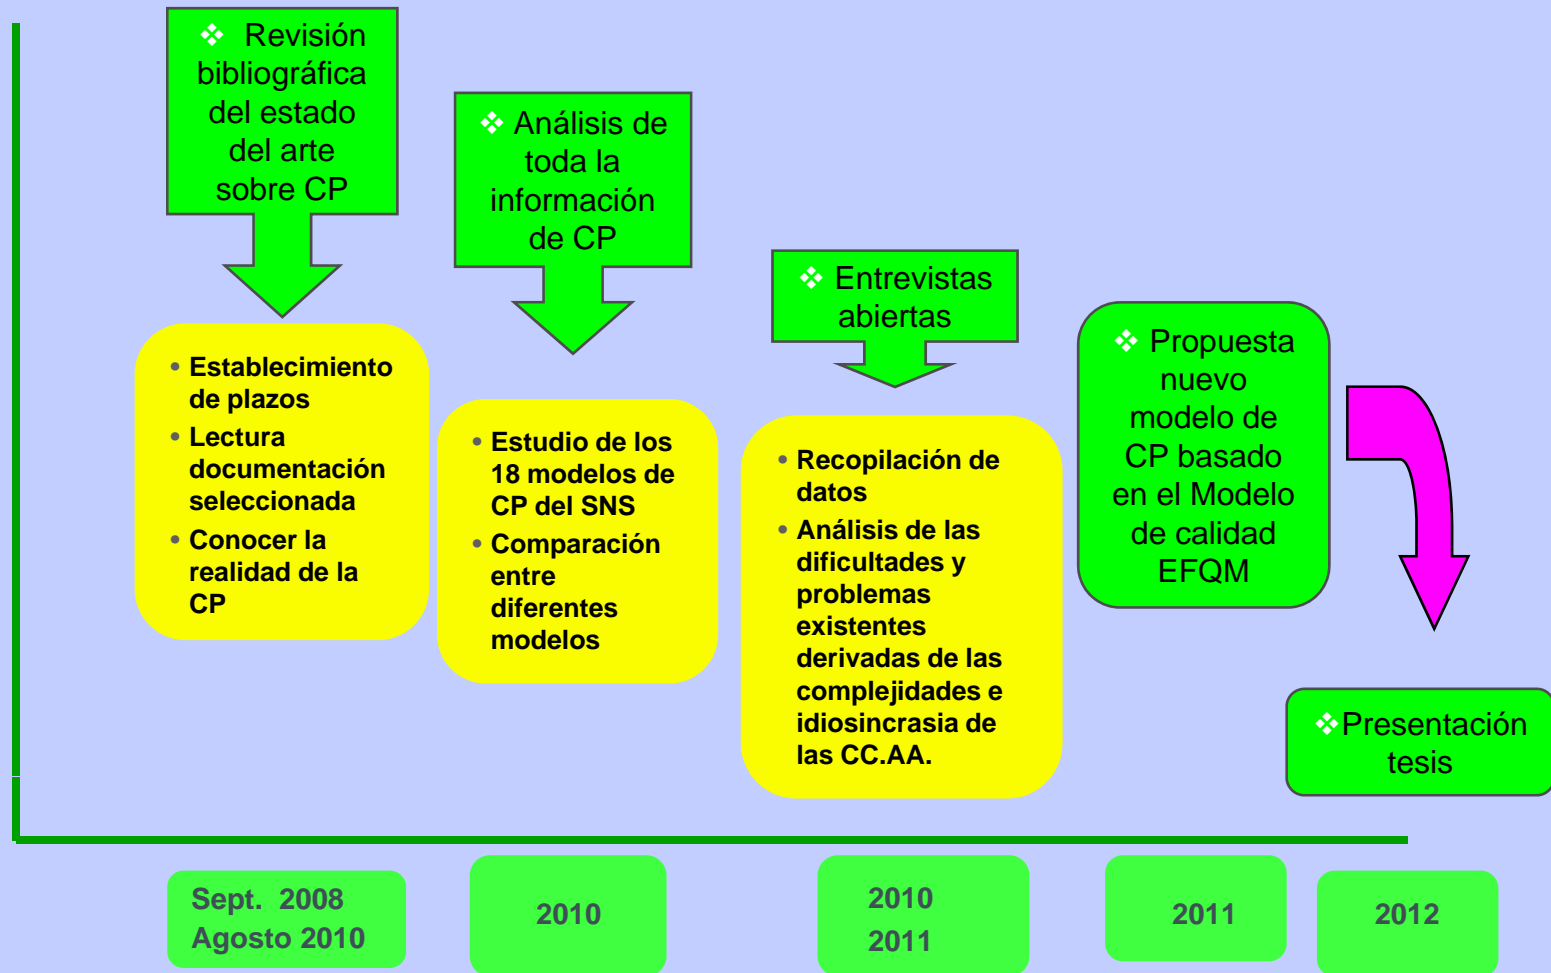 ❖ Revisión
bibliográfica
del estado
del arte
sobre CP
• Establecimiento
de plazos
• Lectura
documentación
seleccionada
• Conocer la
realidad de la
CP
❖ Análisis de
toda la
información
de CP
• Estudio de los
18 modelos de
CP del SNS
• Comparación
entre
diferentes
modelos
❖ Entrevistas
abiertas
• Recopilación de
datos
• Análisis de las
dificultades y
problemas
existentes
derivadas de las
complejidades e
idiosincrasia de
las CC.AA.
❖ Propuesta
nuevo
modelo de
CP basado
en el Modelo
de calidad
EFQM
❖Presentación
tesis
Sept. 2008
Agosto 2010
2010
2010
2011
2011
2012